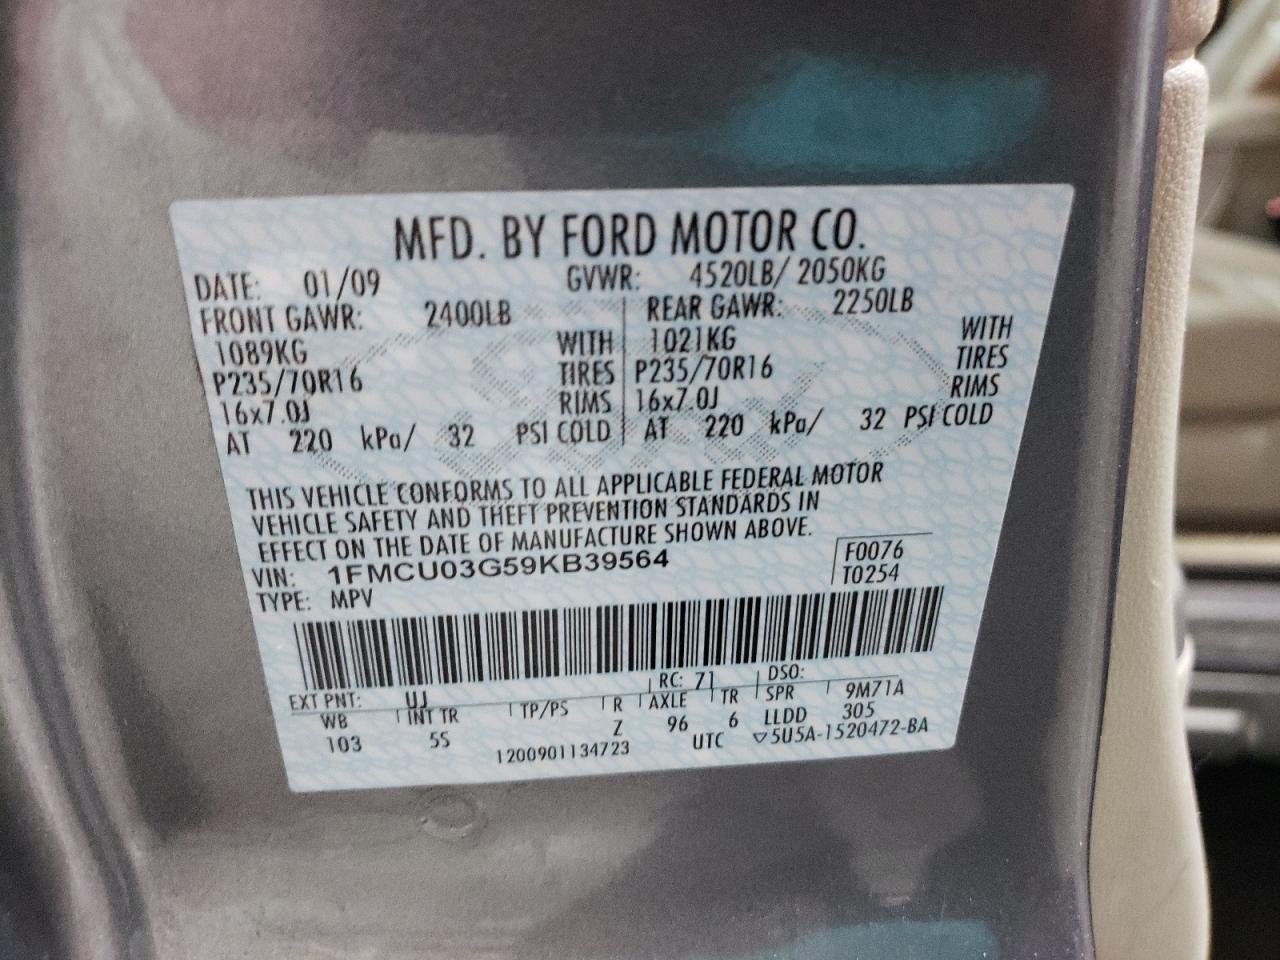 MFD. BY FORD MOTOR CO.
DATE: 01/09 GVWR: 4520LB/ 2050KG
FRONT GAWR: 2400LB REAR GAWR: 2250LB
1089KG WITH 1021KG WITH
P235/70R16 TIRES P235/70R16 TIRES
16x7.0J RIMS 16x7.0J RIMS
AT 220 kPa/ 32 PSI COLD AT 220 kPa/ 32 PSI COLD
THIS VEHICLE CONFORMS TO ALL APPLICABLE FEDERAL MOTOR
VEHICLE SAFETY AND THEFT PREVENTION STANDARDS IN
EFFECT ON THE DATE OF MANUFACTURE SHOWN ABOVE.
VIN: 1FMCU03G59KB39564 F0076
TYPE: MPV T0254
EXT PNT: UJ RC: 71 DSO:
WB INT TR TP/PS R AXLE TR SPR 9M71A
103 5S Z 96 6 LLDD 305
1200901134723 UTC ▽5U5A-1520472-BA